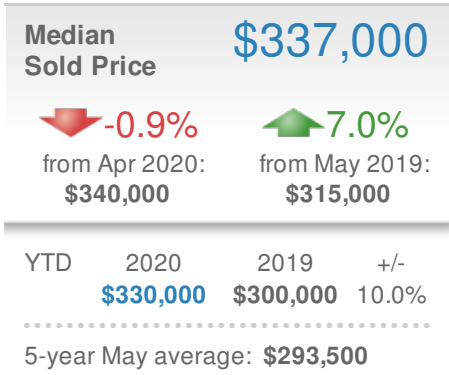 Median $337,000
Sold Price
-0.9% 7.0%
from Apr 2020: from May 2019:
$340,000 $315,000
YTD 2020 2019 +/-
$330,000 $300,000 10.0%
5-year May average: $293,500